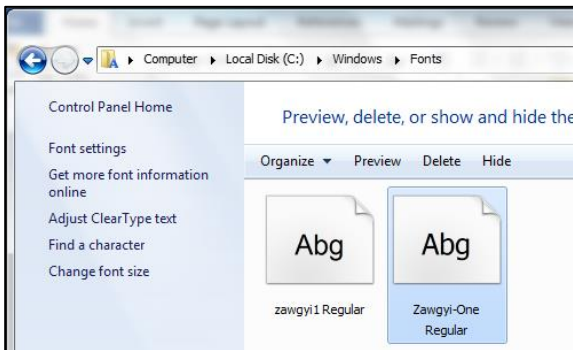 Computer ▸ Local Disk (C:) ▸ Windows ▸ Fonts
Control Panel Home
Preview, delete, or show and hide the
Font settings
Get more font information
online
Adjust ClearType text
Find a character
Change font size
Organize Preview Delete Hide
Abg Abg
zawgyi1 Regular
Zawgyi-One
Regular